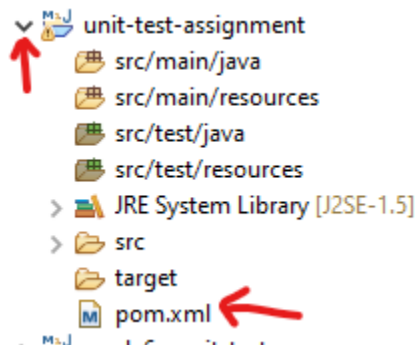 unit-test-assignment
src/main/java
src/main/resources
src/test/java
src/test/resources
JRE System Library [J2SE-1.5]
src
target
pom.xml